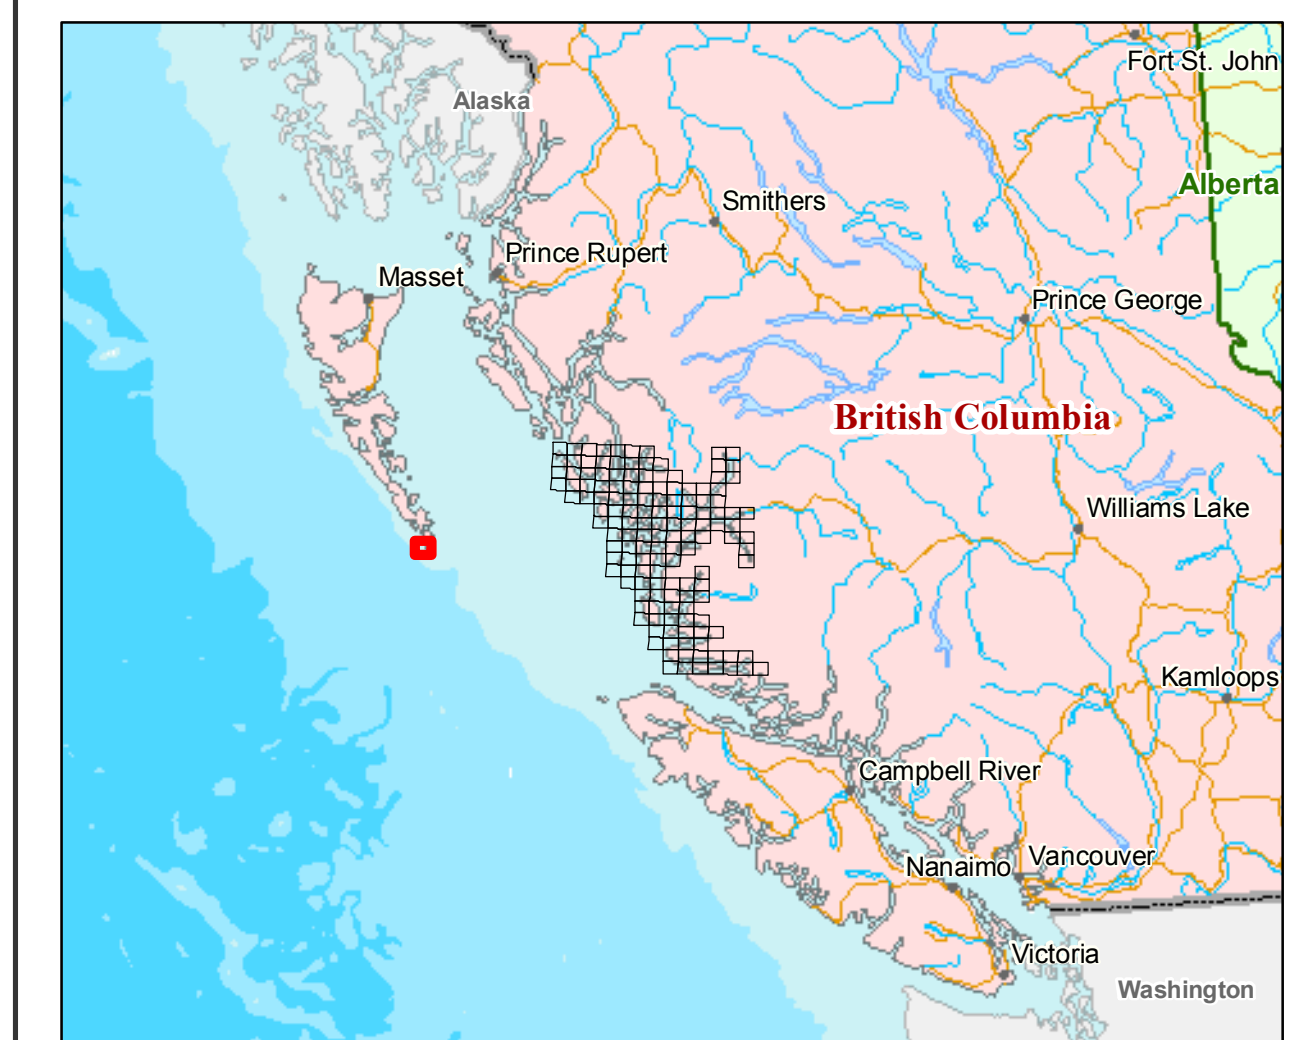 Fort St. John
Alaska
Alberta
Smithers
Prince Rupert
Masset
Prince George
British Columbia
Williams Lake
Kamloops
Campbell River
Vancouver
Nanaimo
Victoria
Washington